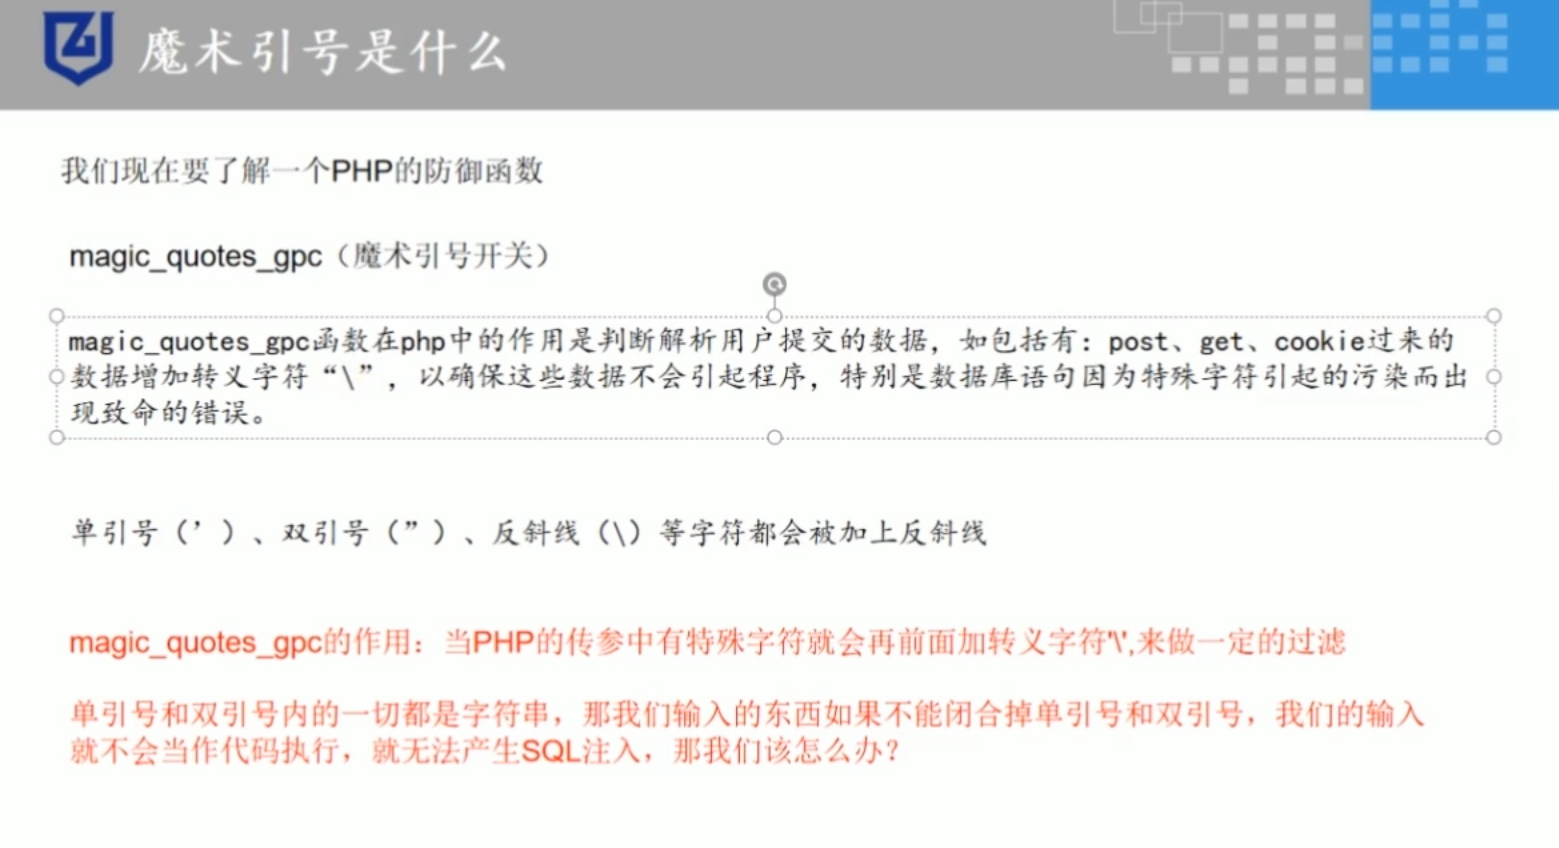 魔术引号是什么
我们现在要了解一个PHP的防御函数
magic_quotes_gpc（魔术引号开关）
magic_quotes_gpc函数在php中的作用是判断解析用户提交的数据，如包括有：post、get、cookie过来的
数据增加转义字符“\”，以确保这些数据不会引起程序，特别是数据库语句因为特殊字符引起的污染而出
现致命的错误。
单引号（’）、双引号（”）、反斜线（\）等字符都会被加上反斜线
magic_quotes_gpc的作用：当PHP的传参中有特殊字符就会再前面加转义字符'\',来做一定的过滤
单引号和双引号内的一切都是字符串，那我们输入的东西如果不能闭合掉单引号和双引号，我们的输入
就不会当作代码执行，就无法产生SQL注入，那我们该怎么办？